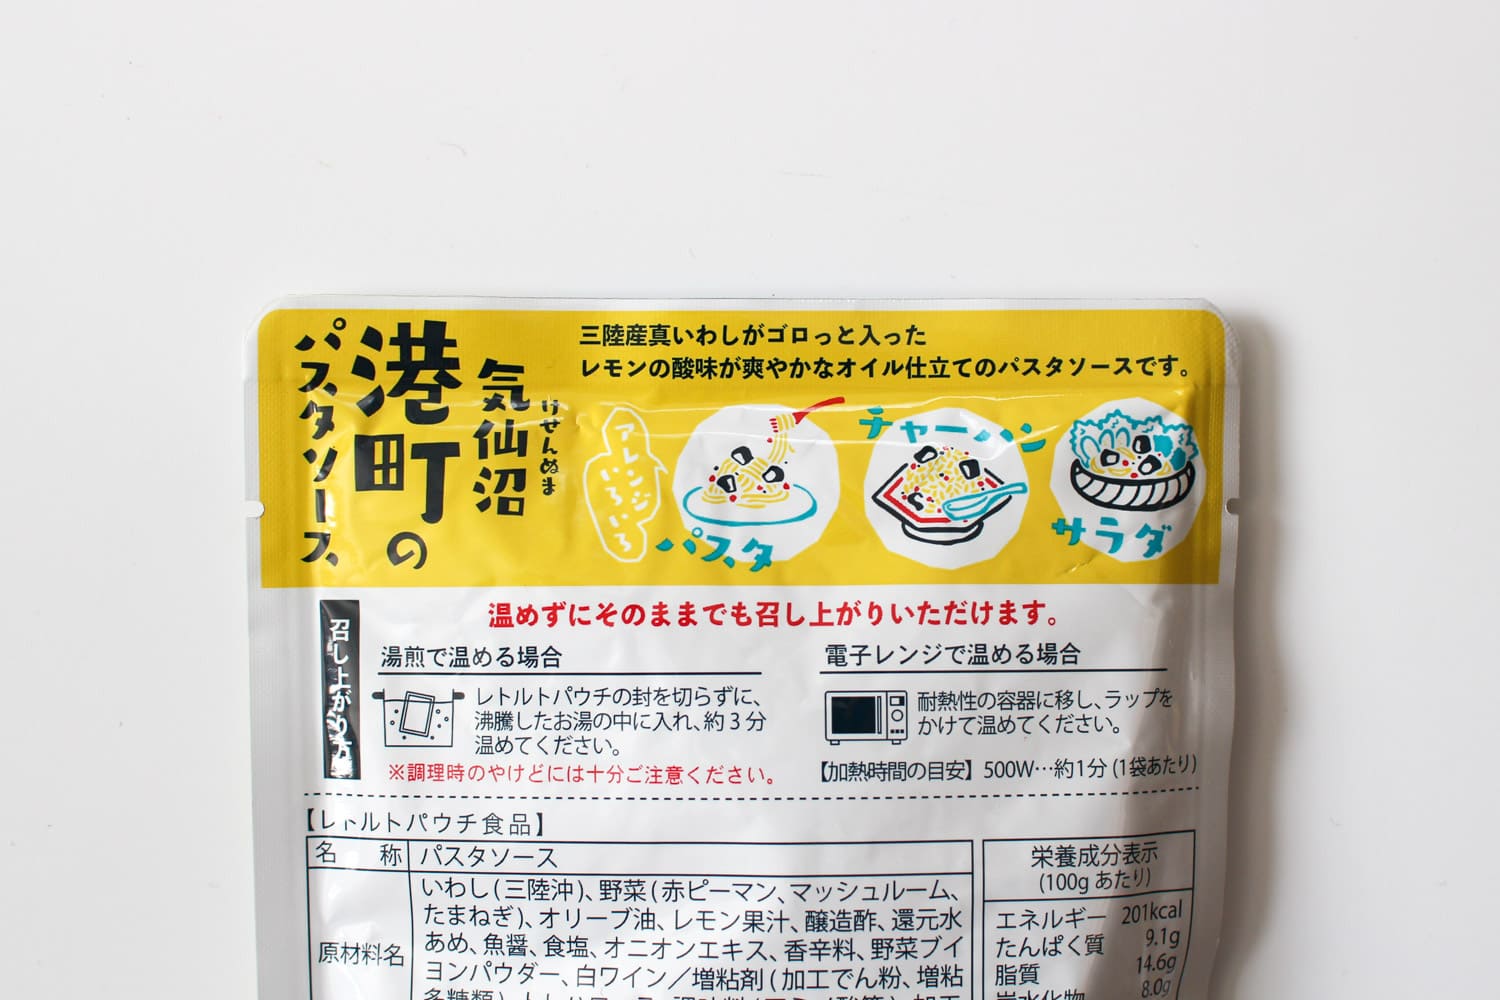 気仙沼
けせんぬま
港町の
パスタソース
三陸産真いわしがゴロっと入った
レモンの酸味が爽やかなオイル仕立てのパスタソースです。
アレンジ
いろいろ
パスタ
チャーハン
サラダ
温めずにそのままでも召し上がりいただけます。
召し上がり方
湯煎で温める場合
レトルトパウチの封を切らずに、
沸騰したお湯の中に入れ、約3分
温めてください。
※調理時のやけどには十分ご注意ください。
電子レンジで温める場合
耐熱性の容器に移し、ラップを
かけて温めてください。
【加熱時間の目安】500W…約1分(1袋あたり)
【レトルトパウチ食品】
名 称 パスタソース
原材料名
いわし(三陸沖)、野菜(赤ピーマン、マッシュルーム、
たまねぎ)、オリーブ油、レモン果汁、醸造酢、還元水
あめ、魚醤、食塩、オニオンエキス、香辛料、野菜ブイ
ヨンパウダー、白ワイン／増粘剤(加工でん粉、増粘
栄養成分表示
(100gあたり)
エネルギー 201kcal
たんぱく質 9.1g
脂質 14.6g
炭水化物 8.0g